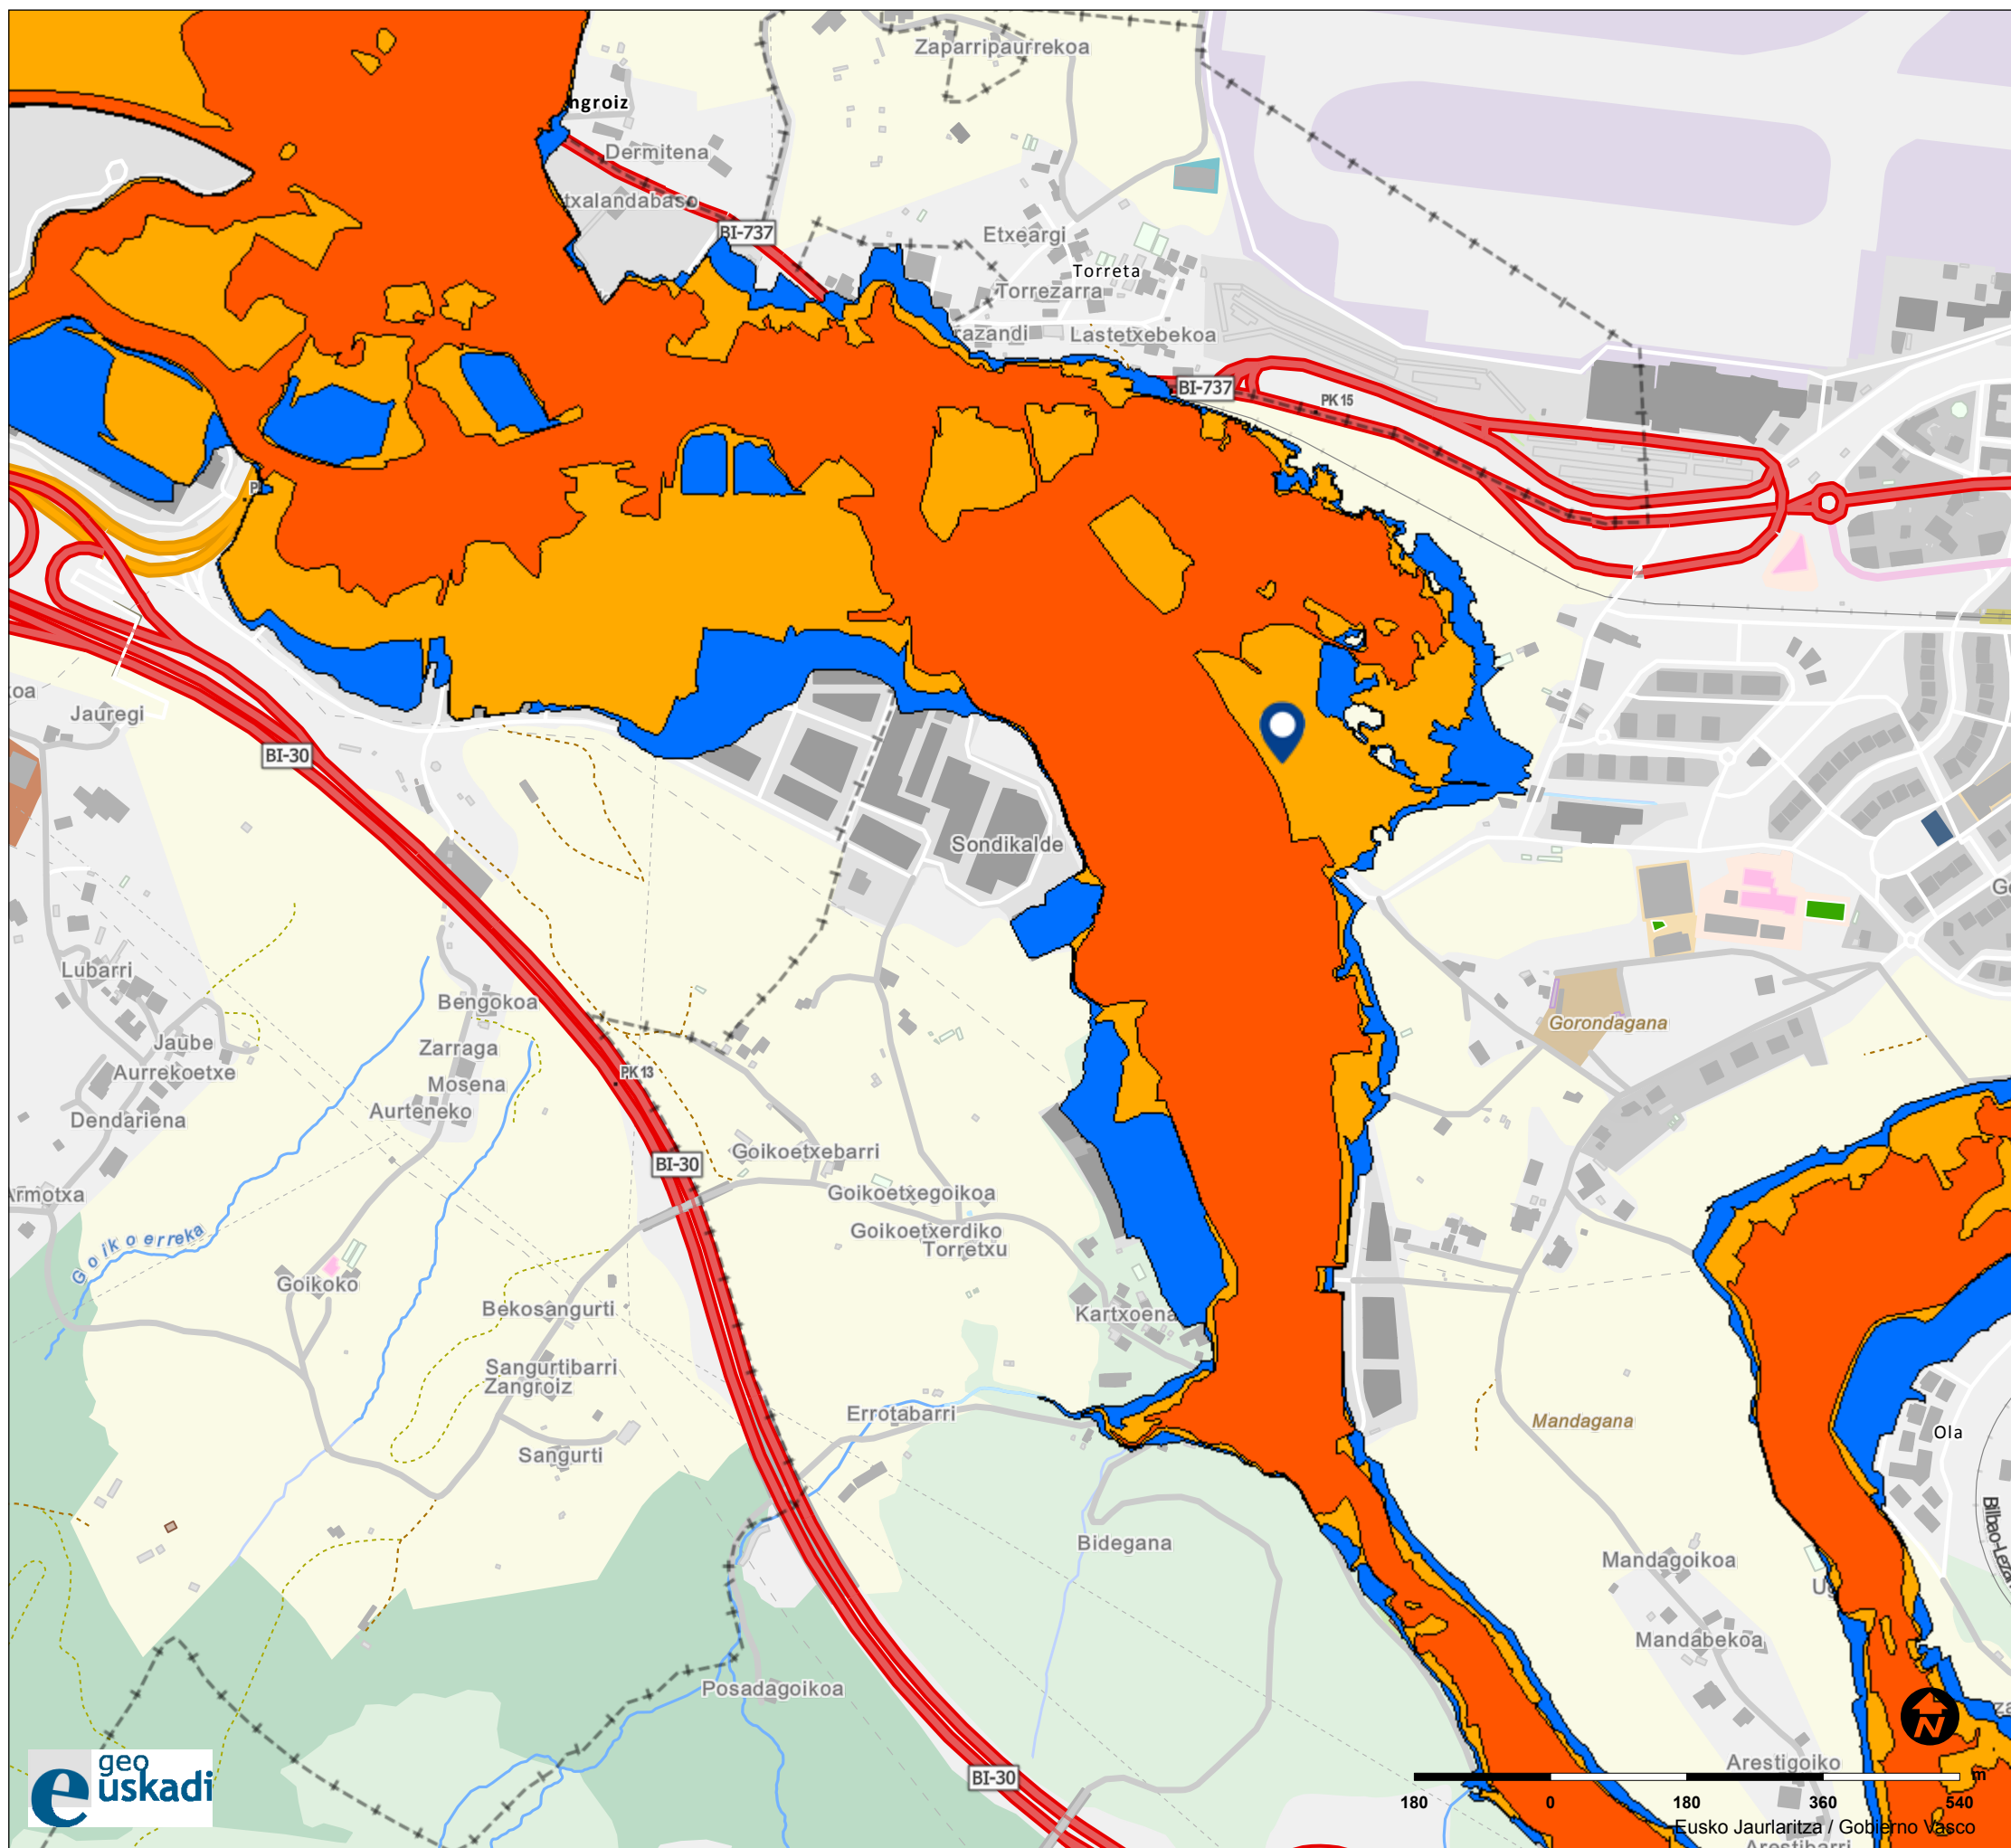 Zaparripaurrekoa
ngroiz
Dermitena
txalandabaso
BI-737
Etxeargi
Torreta
Torrezarra
razandi
Lastetxebekoa
BI-737
PK 15
P
koa
Jauregi
BI-30
Sondikalde
Lubarri
Bengokoa
Gorondagana
Jaube
Zarraga
Aurrekoetxe
PK 13
Mosena
Dendariena
Aurteneko
Goikoetxebarri
BI-30
Armotxa
Goikoetxegoikoa
Goikoerreka
Goikoetxerdiko
Torretxu
Goikoko
Bekosangurti
Kartxoena
Sangurtibarri
Zangroiz
Errotabarri
Mandagana
Ola
Sangurti
Bidegana
Mandagoikoa
Mandabekoa
Posadagoikoa
geo
euskadi
BI-30
Arestigoiko
m
180 0 180 360 540
Eusko Jaurlaritza / Gobierno Vasco
Arestibarri
N